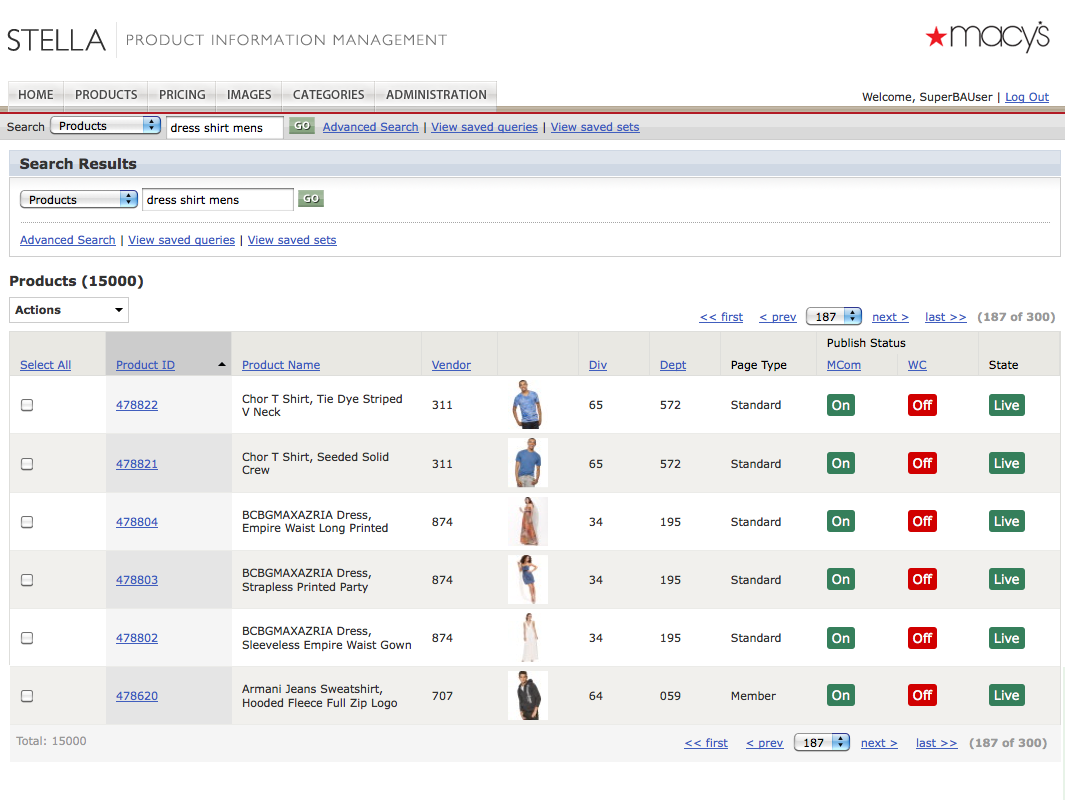 STELLA PRODUCT INFORMATION MANAGEMENT
macy's
HOME PRODUCTS PRICING IMAGES CATEGORIES ADMINISTRATION
Welcome, SuperBAUser | Log Out
Search Products dress shirt mens GO Advanced Search | View saved queries | View saved sets
Search Results
Products dress shirt mens GO
Advanced Search | View saved queries | View saved sets
Products (15000)
Actions
<< first < prev 187 next > last >> (187 of 300)
Publish Status
Select All Product ID Product Name Vendor Div Dept Page Type MCom WC State
478822 Chor T Shirt, Tie Dye Striped V Neck 311 65 572 Standard On Off Live
478821 Chor T Shirt, Seeded Solid Crew 311 65 572 Standard On Off Live
478804 BCBGMAXAZRIA Dress, Empire Waist Long Printed 874 34 195 Standard On Off Live
478803 BCBGMAXAZRIA Dress, Strapless Printed Party 874 34 195 Standard On Off Live
478802 BCBGMAXAZRIA Dress, Sleeveless Empire Waist Gown 874 34 195 Standard On Off Live
478620 Armani Jeans Sweatshirt, Hooded Fleece Full Zip Logo 707 64 059 Member On Off Live
Total: 15000
<< first < prev 187 next > last >> (187 of 300)